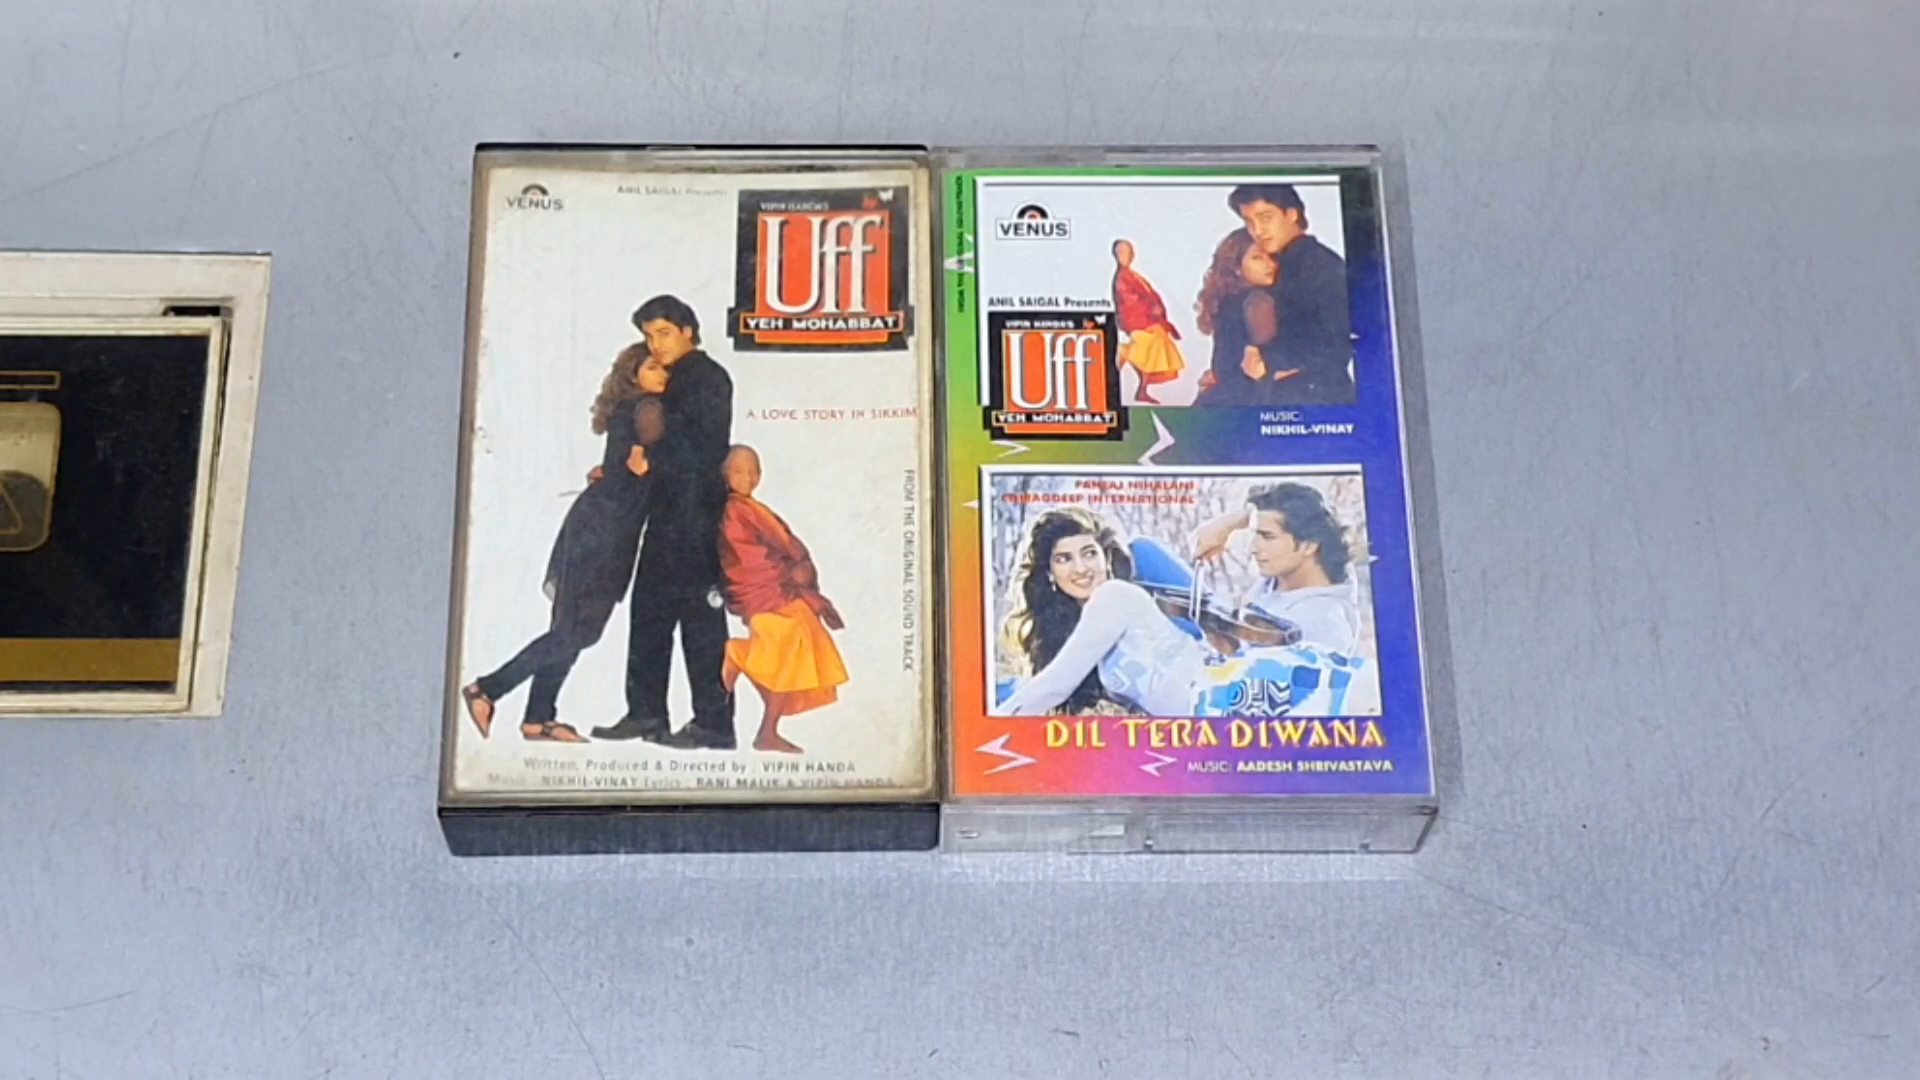 VENUS
ANIL SAIGAL Presents
VIPIN HANDA'S
Uff
YEH MOHABBAT
A LOVE STORY IN SIKKIM
FROM THE ORIGINAL SOUND TRACK
Written, Produced & Directed by : VIPIN HANDA
Music : NIKHIL-VINAY Lyrics : RANI MALIK & VIPIN HANDA
VENUS
ANIL SAIGAL Presents
VIPIN HANDA'S
Uff
YEH MOHABBAT
MUSIC:
NIKHIL-VINAY
PAHLAJ NIHALANI
CHIRAGDEEP INTERNATIONAL
DIL TERA DIWANA
MUSIC: AADESH SHRIVASTAVA